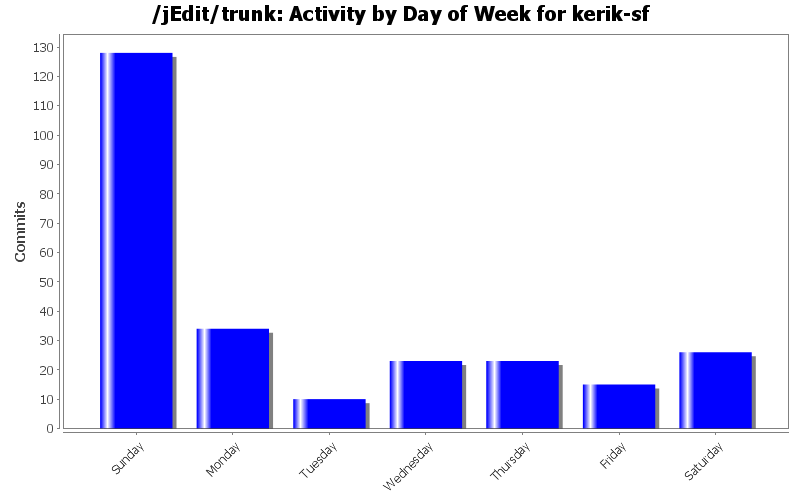 /jEdit/trunk: Activity by Day of Week for kerik-sf
Commits
130
120
110
100
90
80
70
60
50
40
30
20
10
0
Sunday
Monday
Tuesday
Wednesday
Thursday
Friday
Saturday